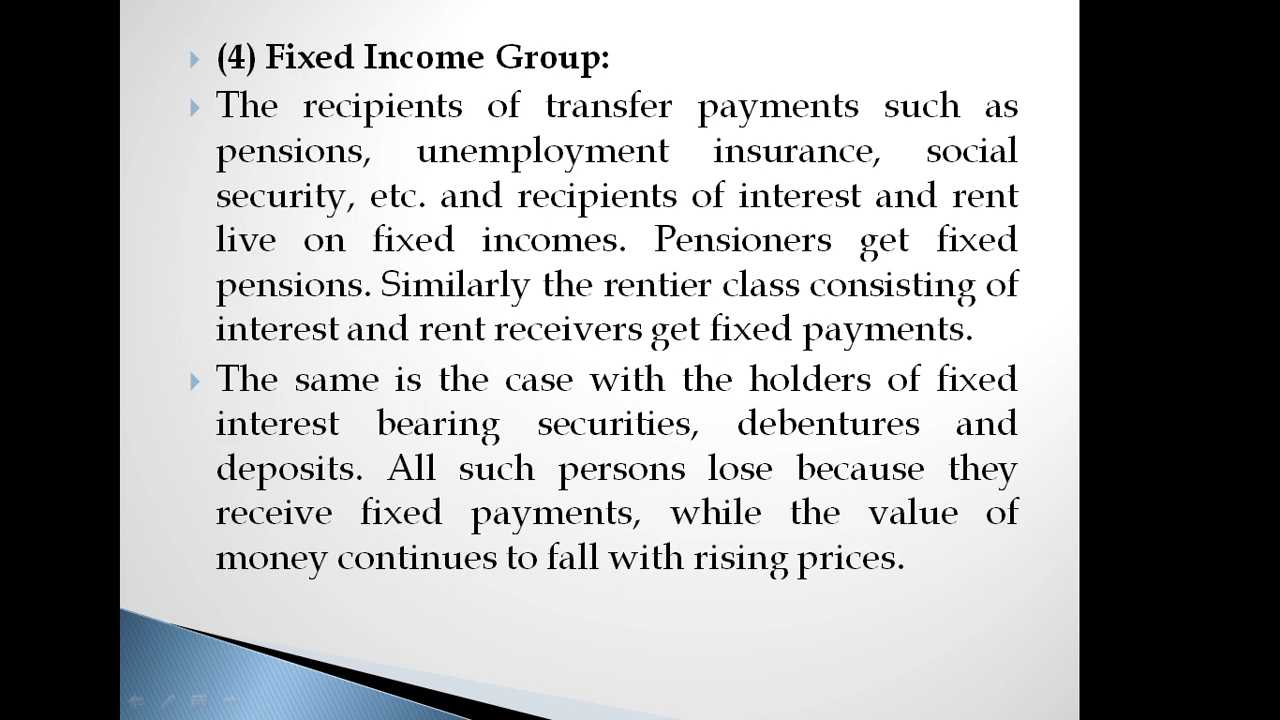 (4) Fixed Income Group:
The recipients of transfer payments such as
pensions, unemployment insurance, social
security, etc. and recipients of interest and rent
live on fixed incomes. Pensioners get fixed
pensions. Similarly the rentier class consisting of
interest and rent receivers get fixed payments.
The same is the case with the holders of fixed
interest bearing securities, debentures and
deposits. All such persons lose because they
receive fixed payments, while the value of
money continues to fall with rising prices.